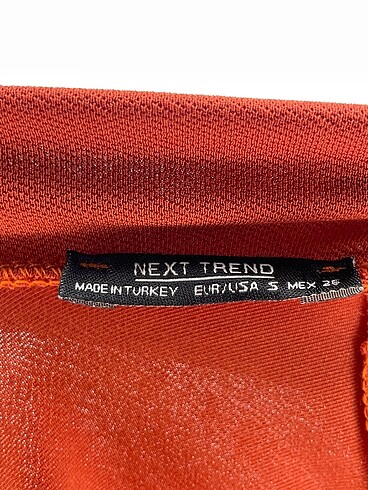 NEXT TREND
MADE IN TURKEY EUR/USA S MEX 26